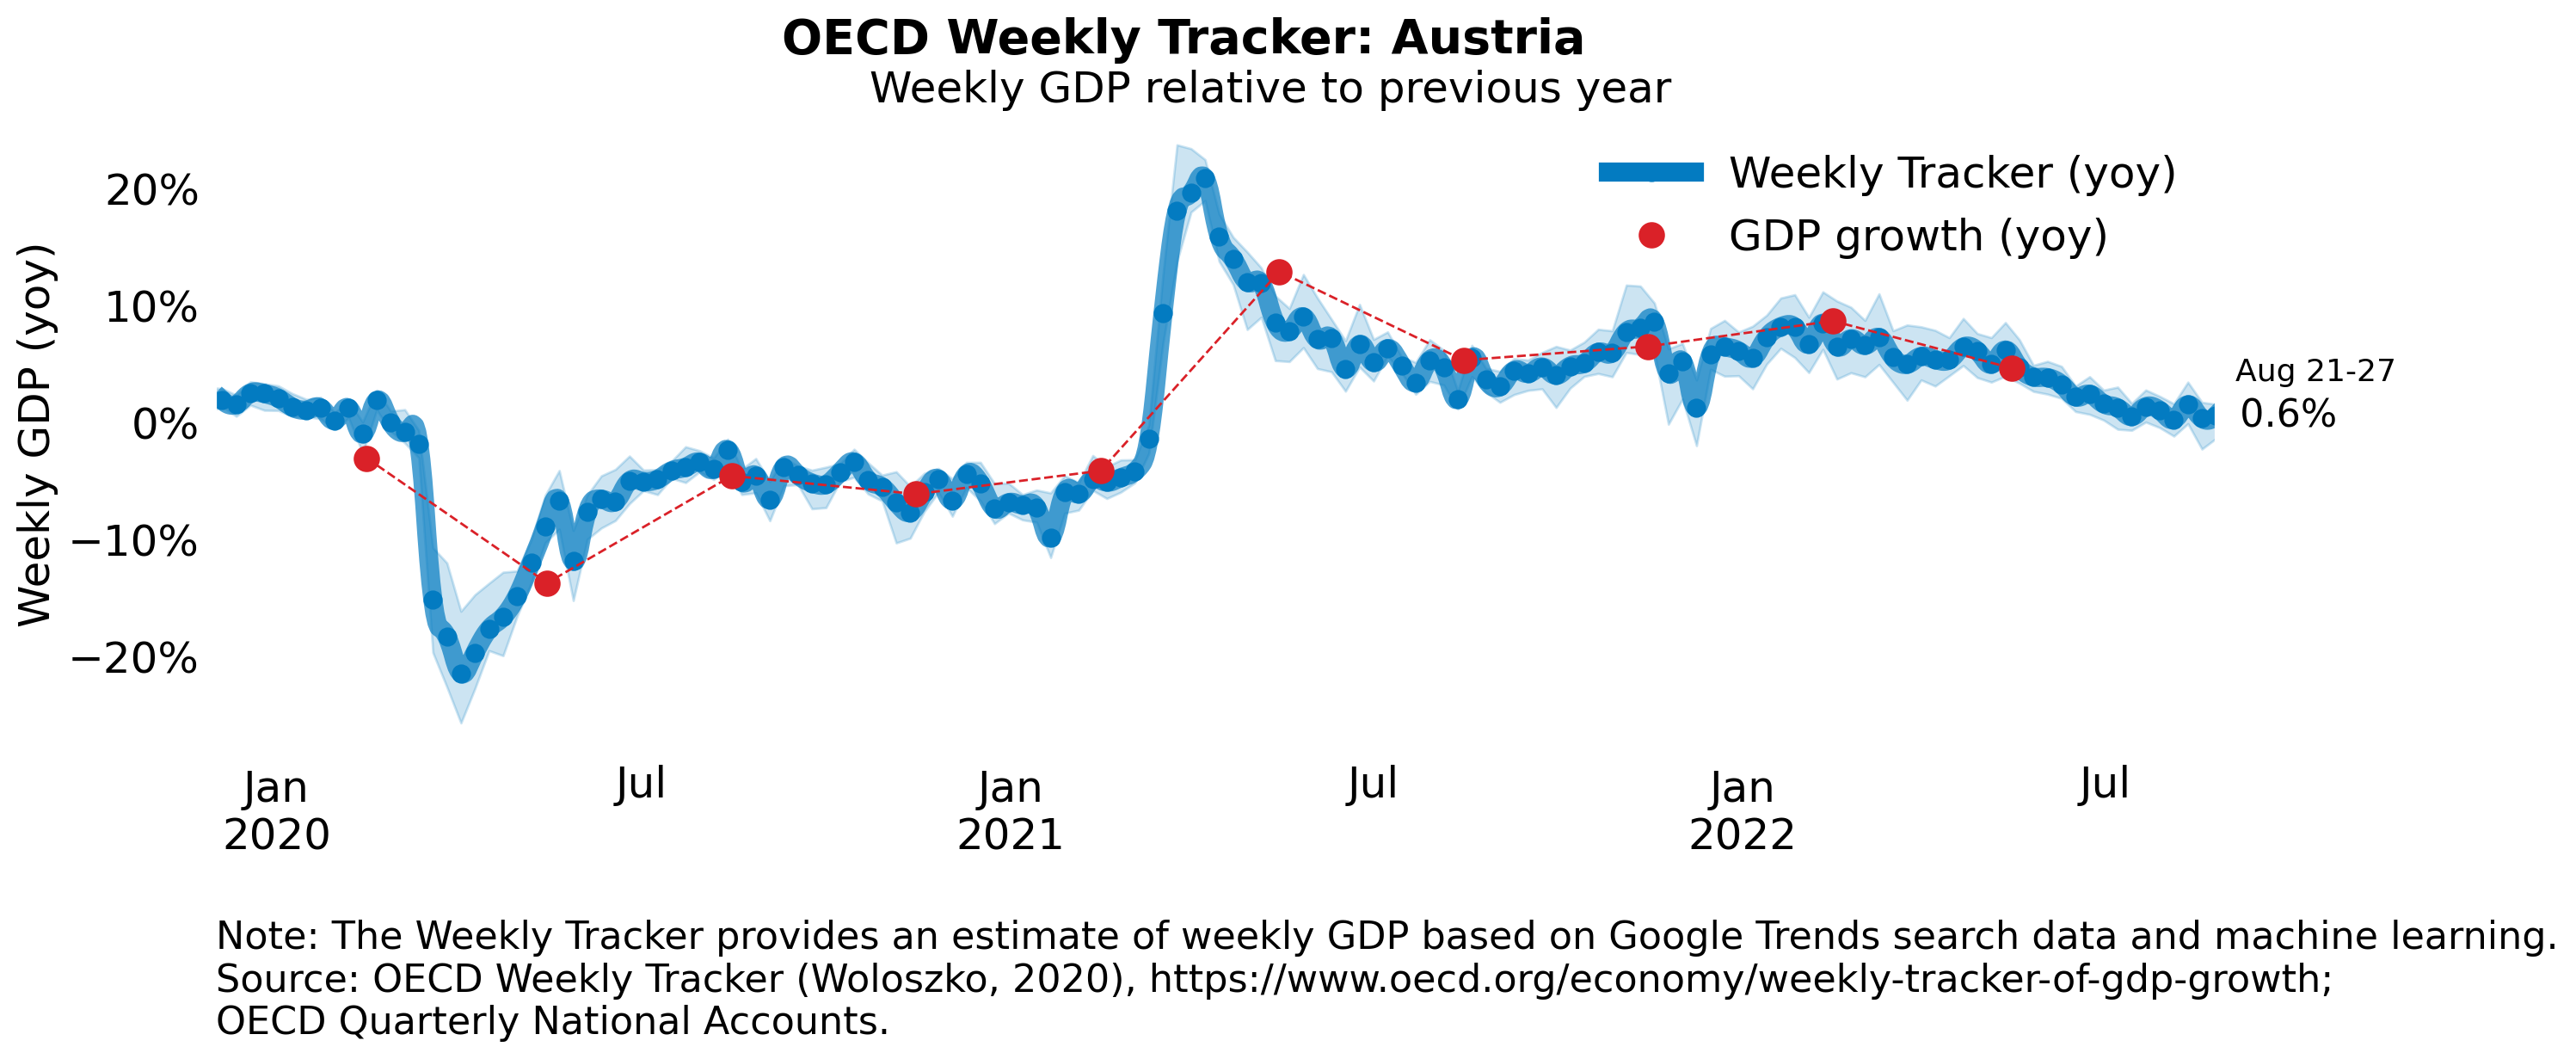 OECD Weekly Tracker: Austria
Weekly GDP relative to previous year
Weekly Tracker (yoy)
GDP growth (yoy)
Weekly GDP (yoy)
20%
10%
0%
−10%
−20%
Aug 21-27
0.6%
Jan
2020
Jul
Jan
2021
Jul
Jan
2022
Jul
Note: The Weekly Tracker provides an estimate of weekly GDP based on Google Trends search data and machine learning.
Source: OECD Weekly Tracker (Woloszko, 2020), https://www.oecd.org/economy/weekly-tracker-of-gdp-growth;
OECD Quarterly National Accounts.